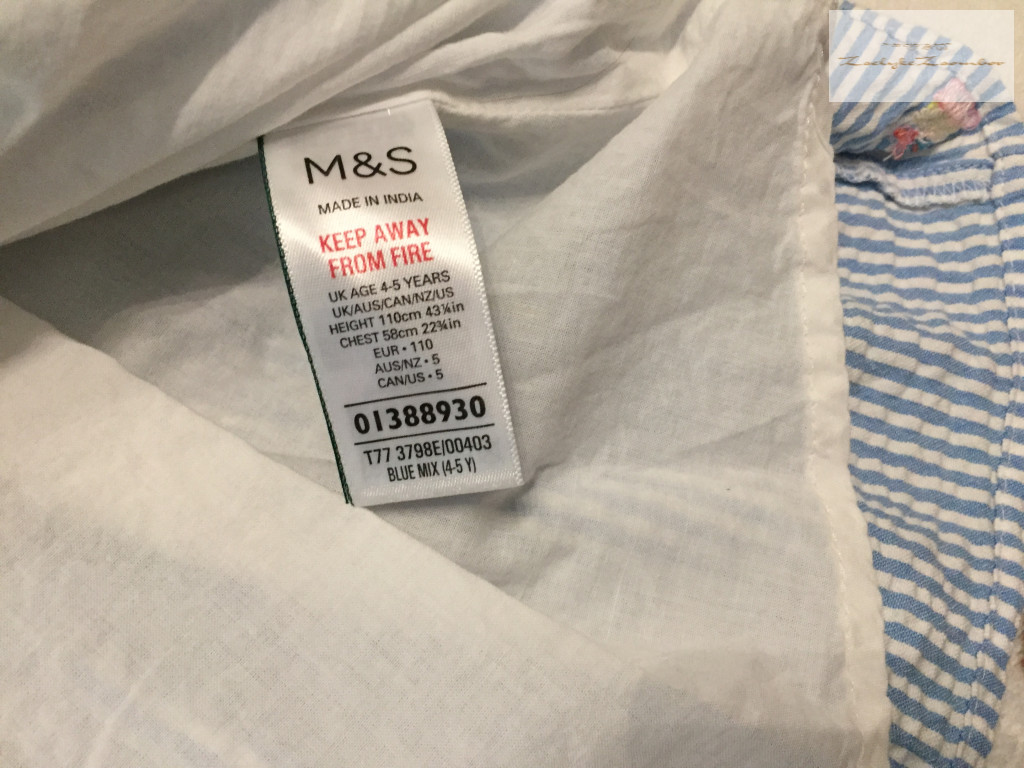 M&S
MADE IN INDIA
KEEP AWAY
FROM FIRE
UK AGE 4-5 YEARS
UK/AUS/CAN/NZ/US
HEIGHT 110cm 43¼in
CHEST 58cm 22¾in
EUR • 110
AUS/NZ • 5
CAN/US • 5
01388930
T77 3798E/00403
BLUE MIX (4-5 Y)